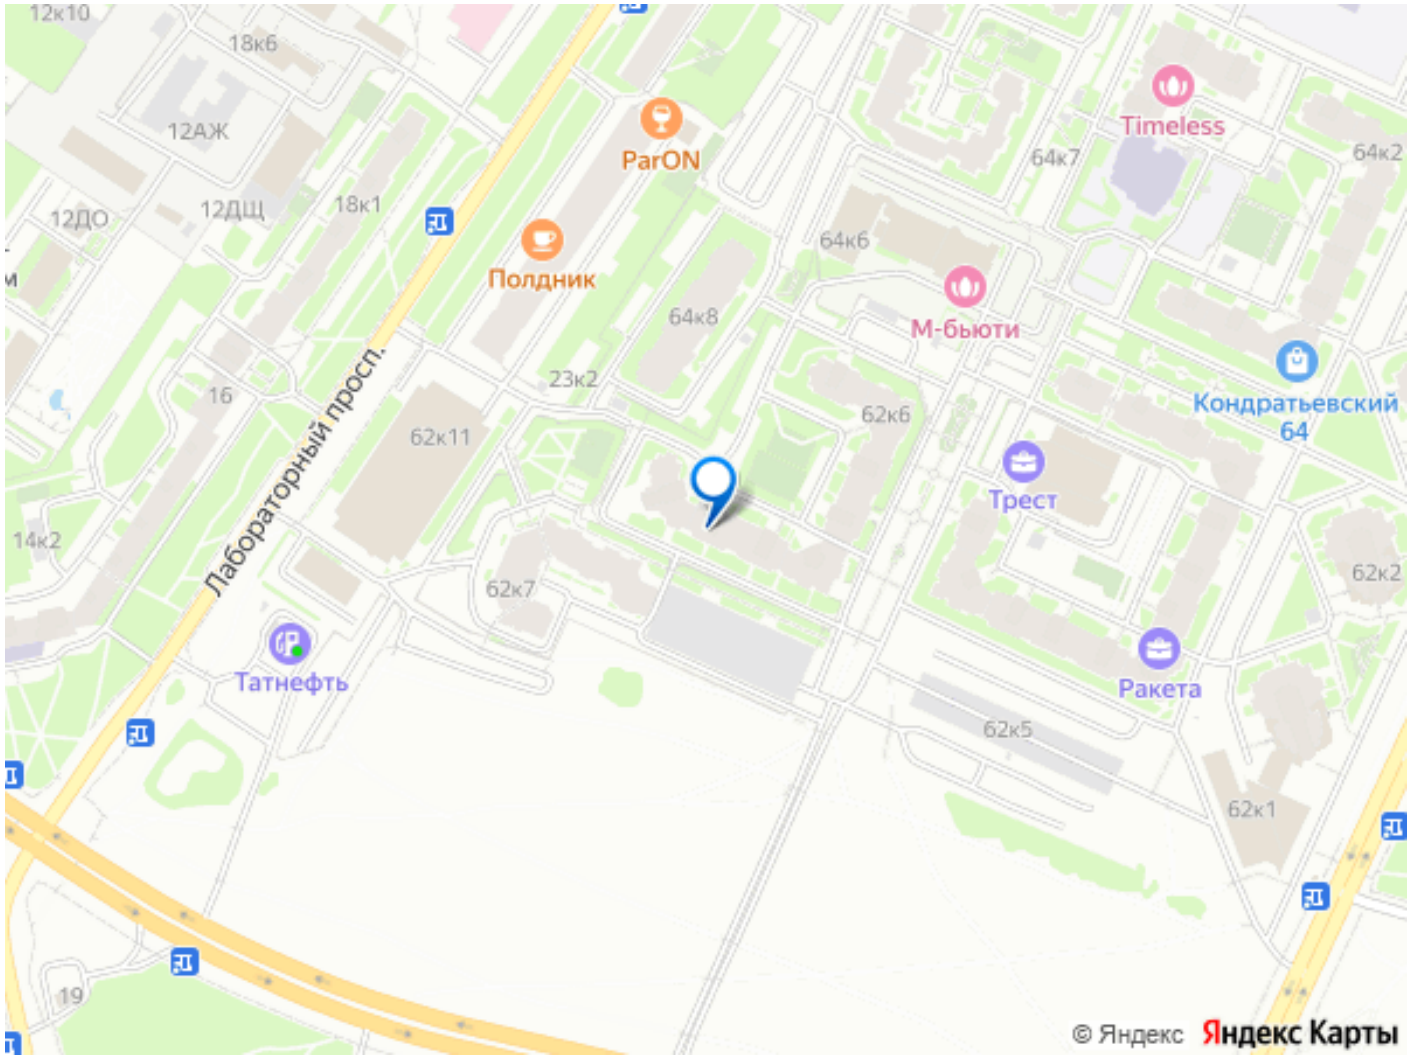 12к10
18к6
12АЖ
ParON
Timeless
64к7
64к2
12ДО
12ДЩ
18к1
м
Полдник
64к6
М-бьюти
64к8
23к2
16
62к11
62к6
Кондратьевский
64
Лабораторный просп.
Трест
14к2
62к7
62к2
Татнефть
Ракета
62к5
62к1
19
© Яндекс Яндекс Карты